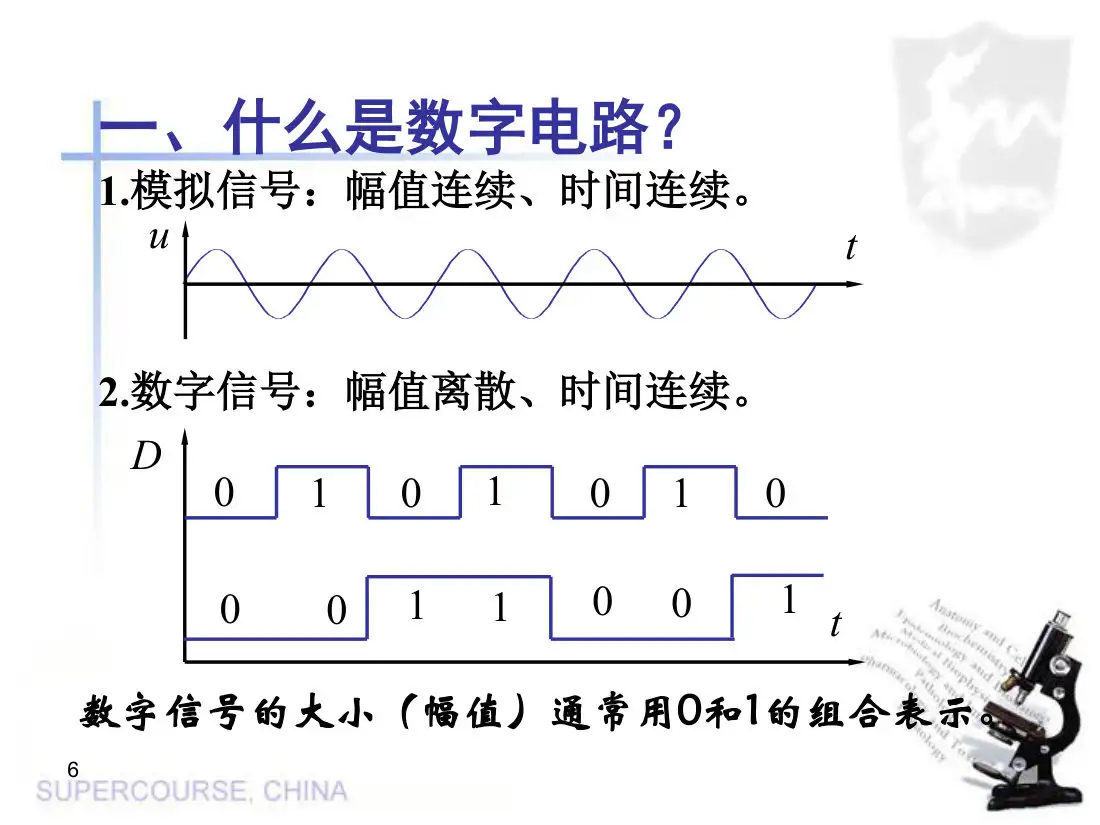 一、什么是数字电路?
1.模拟信号：幅值连续、时间连续。
u
t
2.数字信号：幅值离散、时间连续。
D
0 1 0 1 0 1 0
0 0 1 1 0 0 1
t
数字信号的大小（幅值）通常用0和1的组合表示。
6
SUPERCOURSE, CHINA